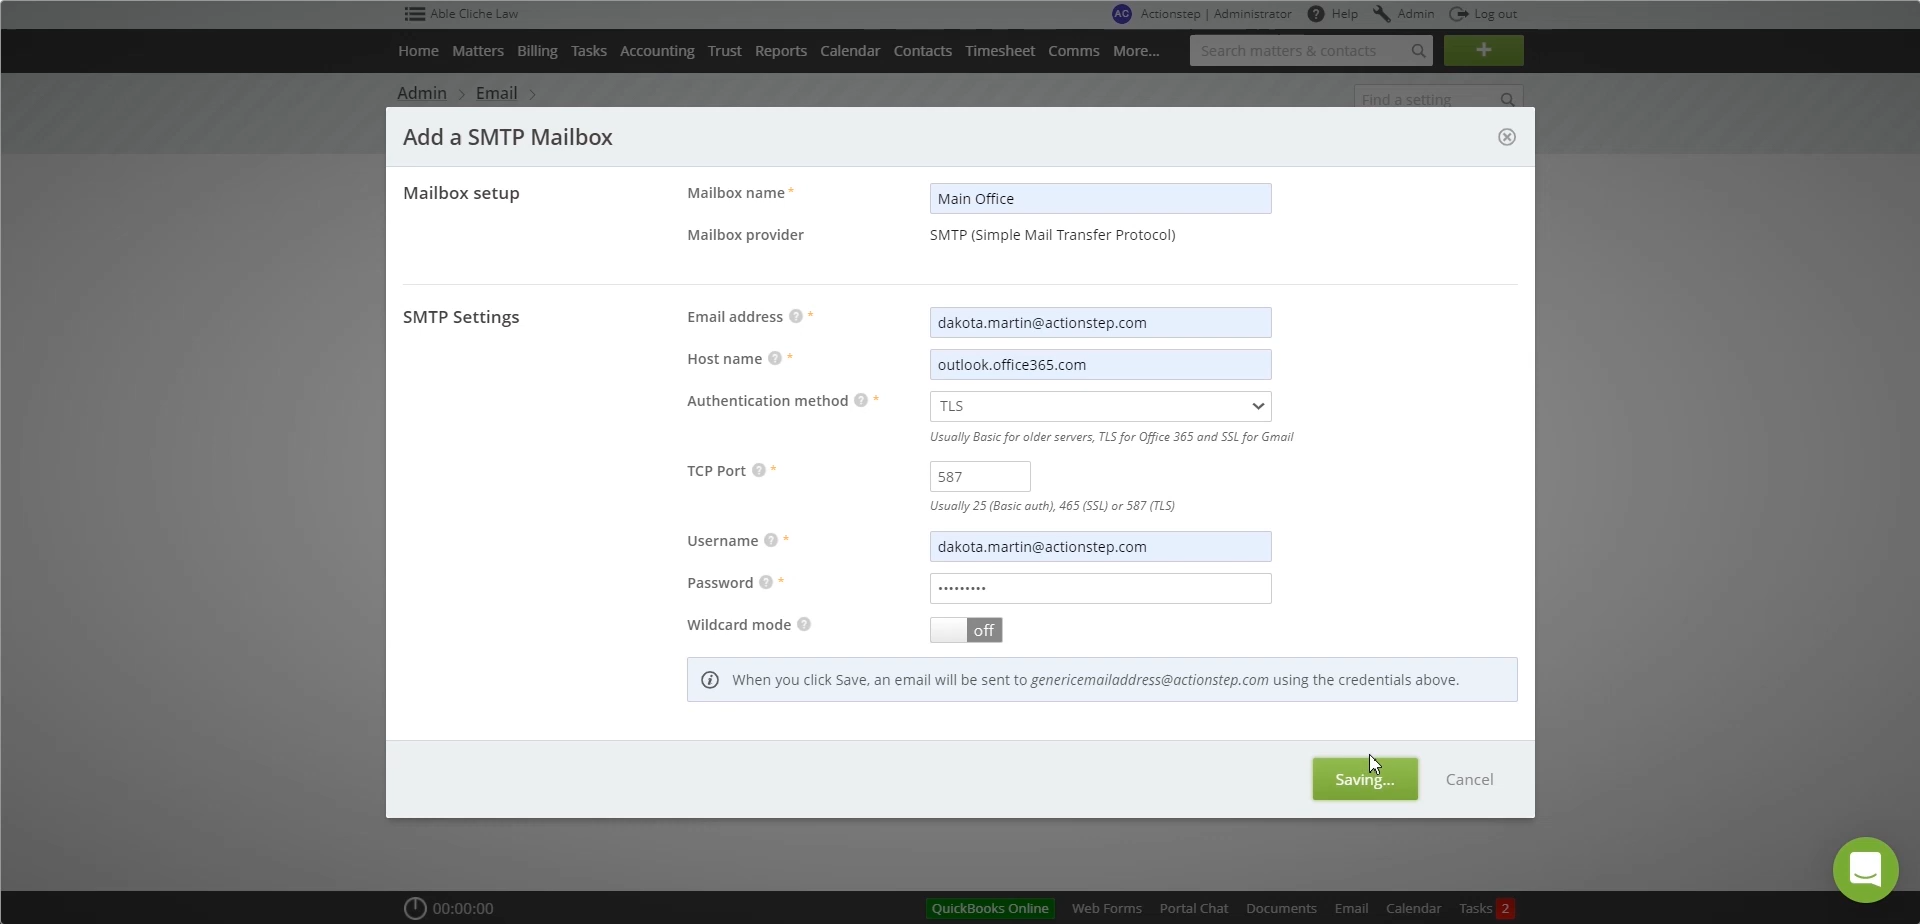 Able Cliche Law
AC Actionstep | Administrator ? Help Admin Log out
Home Matters Billing Tasks Accounting Trust Reports Calendar Contacts Timesheet Comms More... Search matters & contacts +
Admin > Email >
Find a setting
Add a SMTP Mailbox
Mailbox setup
Mailbox name *
Main Office
Mailbox provider
SMTP (Simple Mail Transfer Protocol)
SMTP Settings
Email address ? *
dakota.martin@actionstep.com
Host name ? *
outlook.office365.com
Authentication method ? *
TLS
Usually Basic for older servers, TLS for Office 365 and SSL for Gmail
TCP Port ? *
587
Usually 25 (Basic auth), 465 (SSL) or 587 (TLS)
Username ? *
dakota.martin@actionstep.com
Password ? *
•••••••••
Wildcard mode ?
off
When you click Save, an email will be sent to genericemailaddress@actionstep.com using the credentials above.
Saving...
Cancel
00:00:00
QuickBooks Online Web Forms Portal Chat Documents Email Calendar Tasks 2